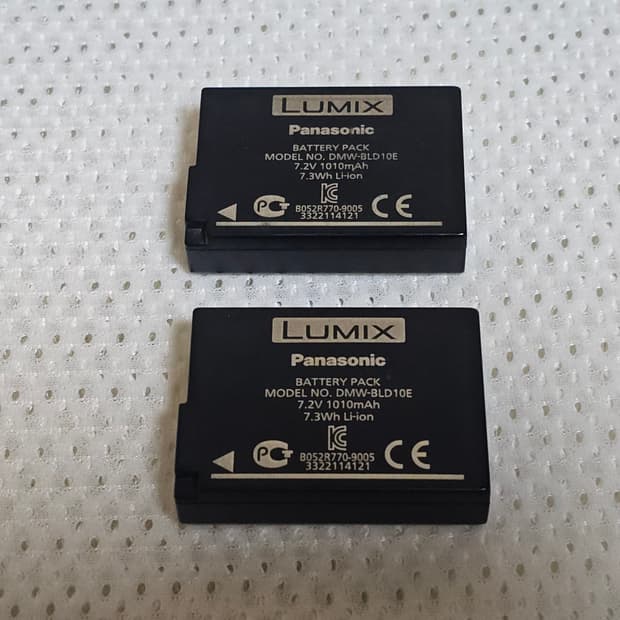 LUMIX
Panasonic
BATTERY PACK
MODEL NO. DMW-BLD10E
7.2V 1010mAh
7.3Wh Li-ion
B052R770-9005
3322114121
CE
LUMIX
Panasonic
BATTERY PACK
MODEL NO. DMW-BLD10E
7.2V 1010mAh
7.3Wh Li-ion
B052R770-9005
3322114121
CE